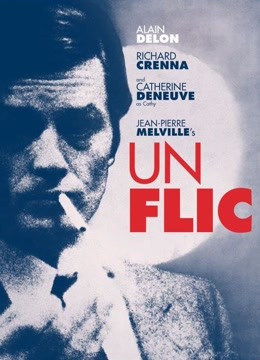 ALAIN
DELON
RICHARD
CRENNA
and
CATHERINE
DENEUVE
as Cathy
JEAN-PIERRE
MELVILLE's
UN
FLIC